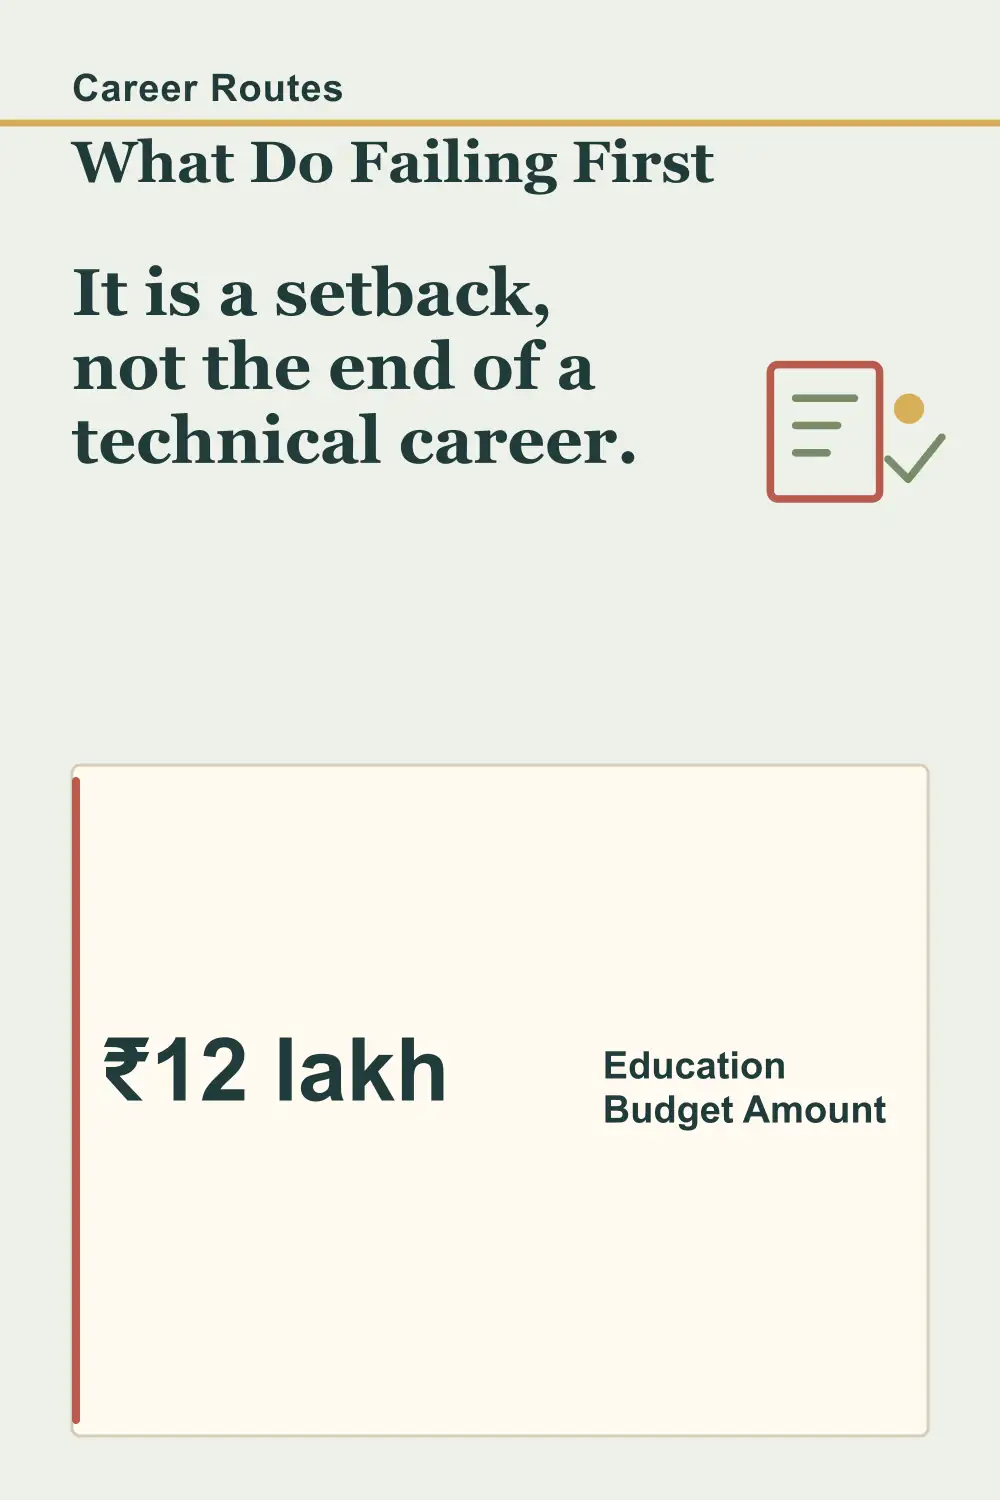 Career Routes
What Do Failing First
It is a setback,
not the end of a
technical career.
₹12 lakh
Education
Budget Amount